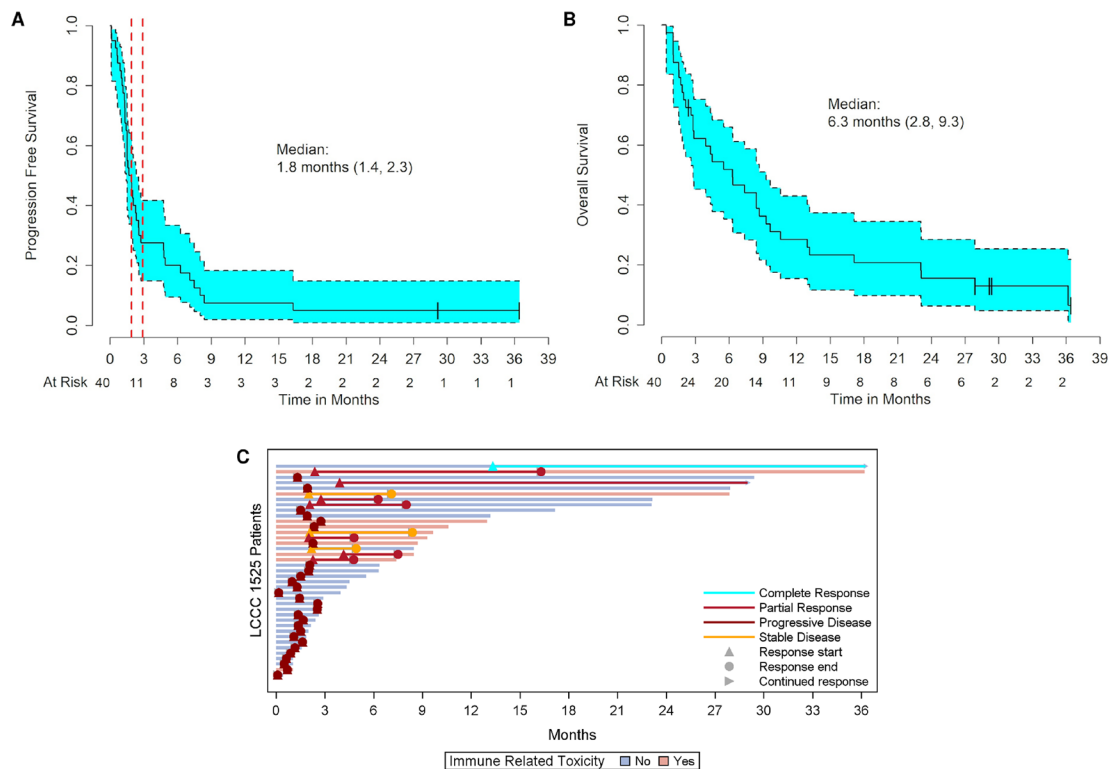 A
Progression Free Survival
1.0
0.8
0.6
0.4
0.2
0.0
Median:
1.8 months (1.4, 2.3)
0 3 6 9 12 15 18 21 24 27 30 33 36 39
At Risk 40 11 8 3 3 3 2 2 2 2 1 1 1
Time in Months
B
Overall Survival
1.0
0.8
0.6
0.4
0.2
0.0
Median:
6.3 months (2.8, 9.3)
0 3 6 9 12 15 18 21 24 27 30 33 36 39
At Risk 40 24 20 14 11 9 8 8 6 6 2 2 2
Time in Months
C
LCCC 1525 Patients
Complete Response
Partial Response
Progressive Disease
Stable Disease
Response start
Response end
Continued response
0 3 6 9 12 15 18 21 24 27 30 33 36
Months
Immune Related Toxicity No Yes